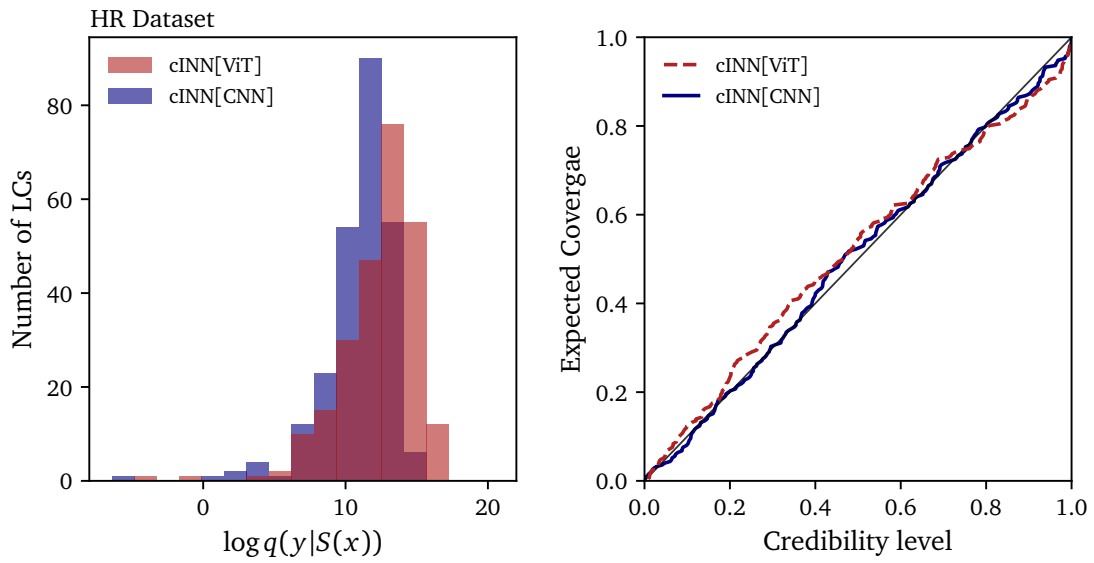 HR Dataset
cINN[ViT]
cINN[CNN]
Number of LCs
80
60
40
20
0
0
10
20
log q(y|S(x))
cINN[ViT]
cINN[CNN]
Expected Covergae
1.0
0.8
0.6
0.4
0.2
0.0
0.0
0.2
0.4
0.6
0.8
1.0
Credibility level